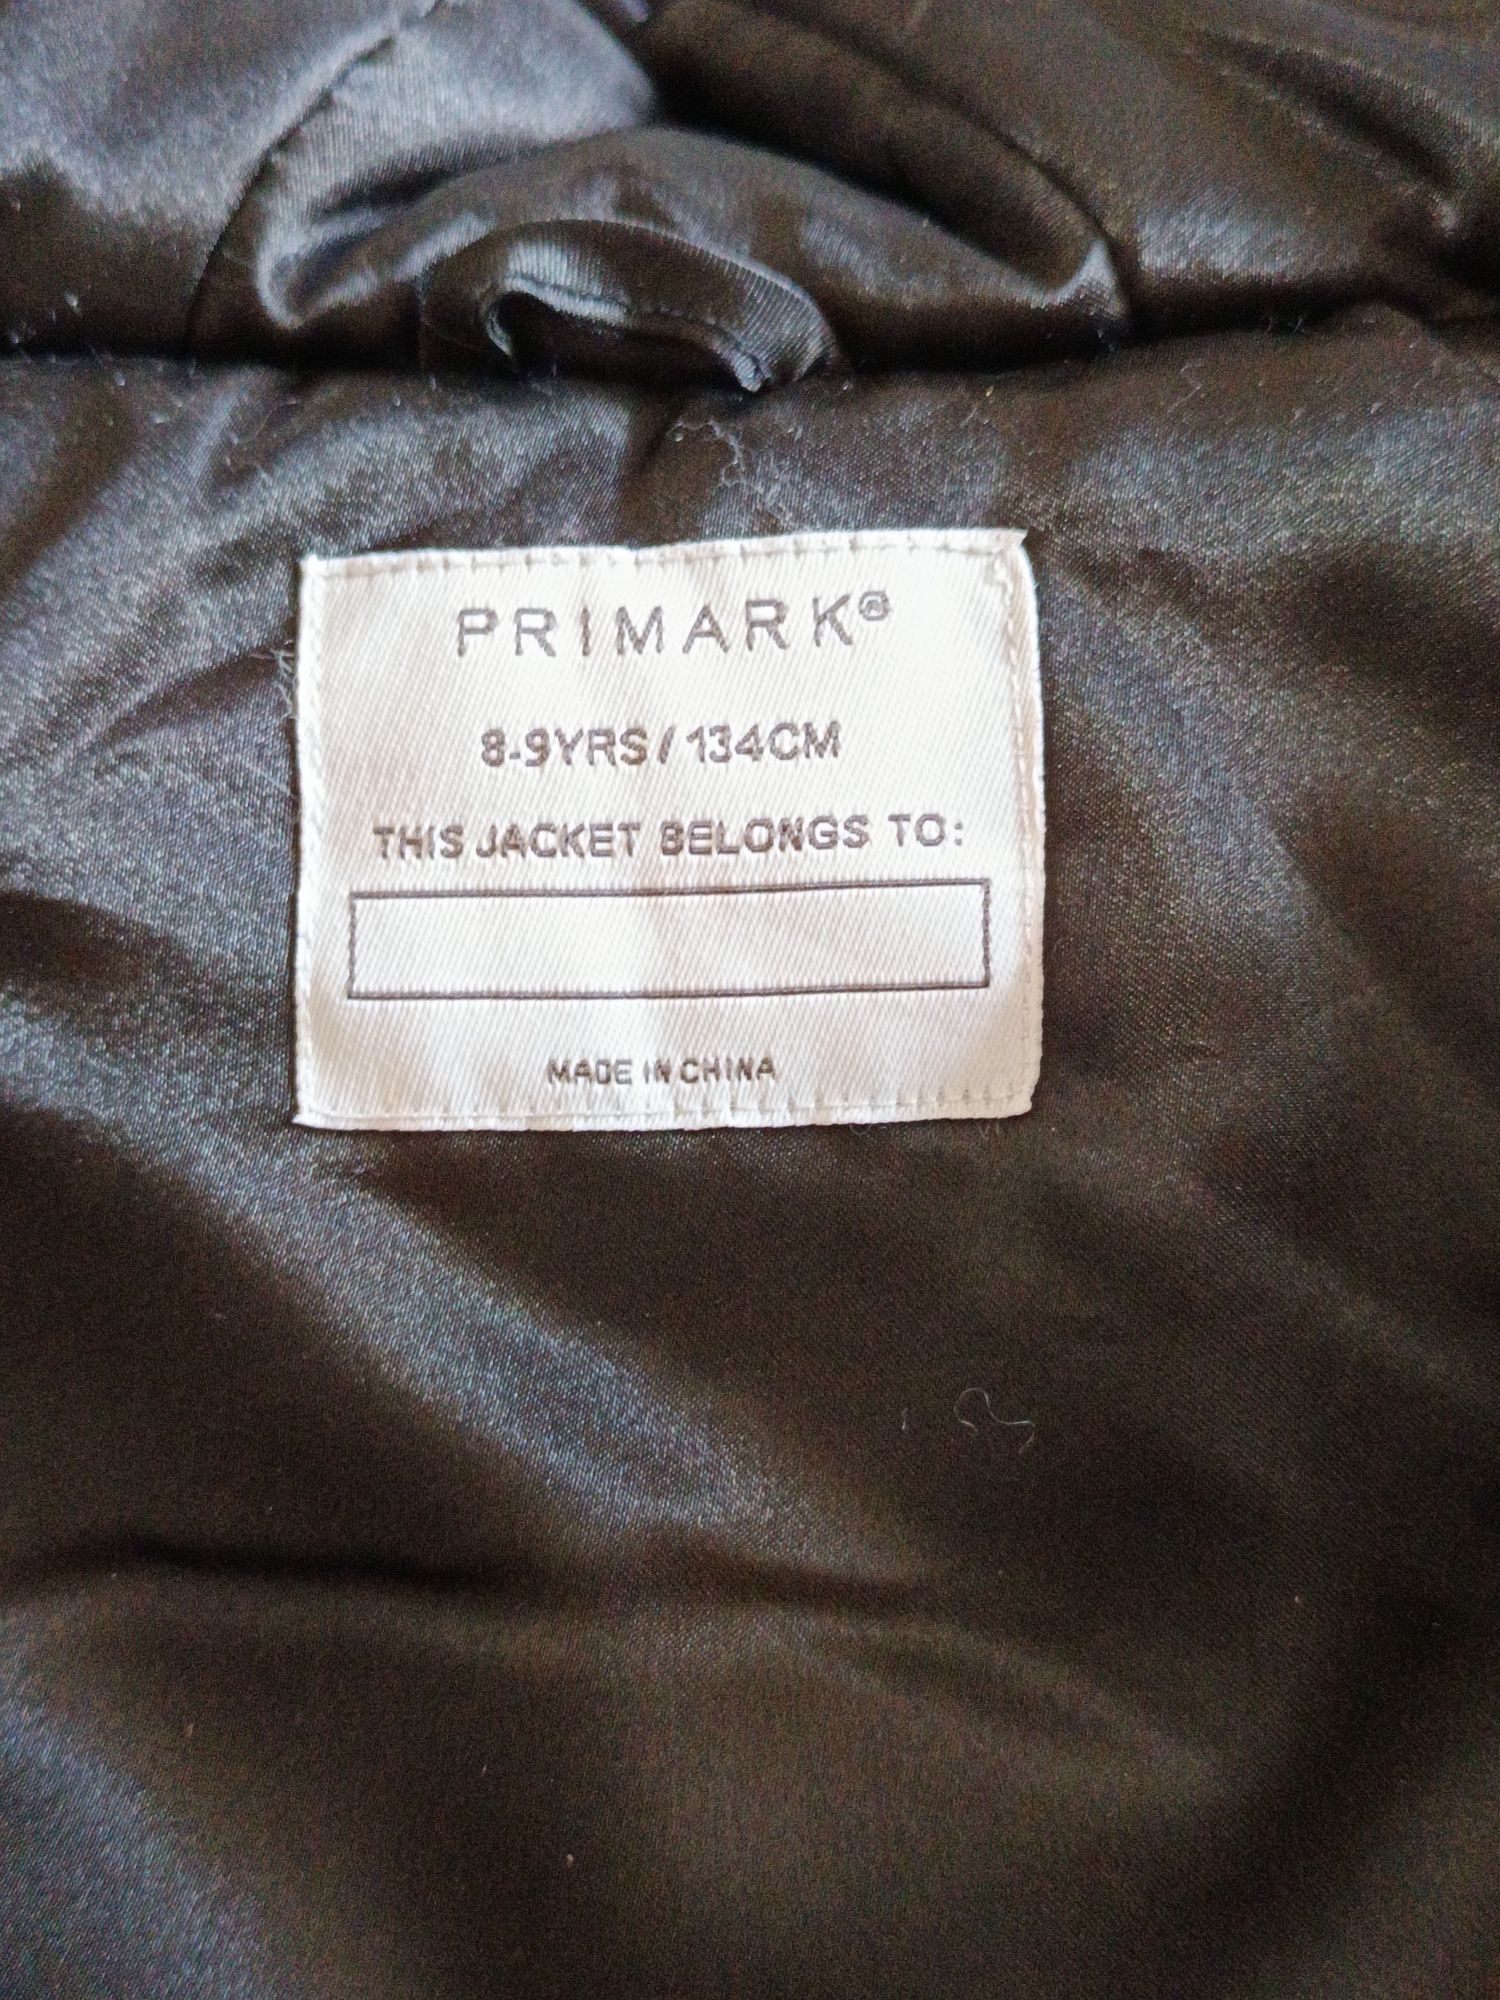 PRIMARK®
8-9YRS / 134CM
THIS JACKET BELONGS TO:
MADE IN CHINA